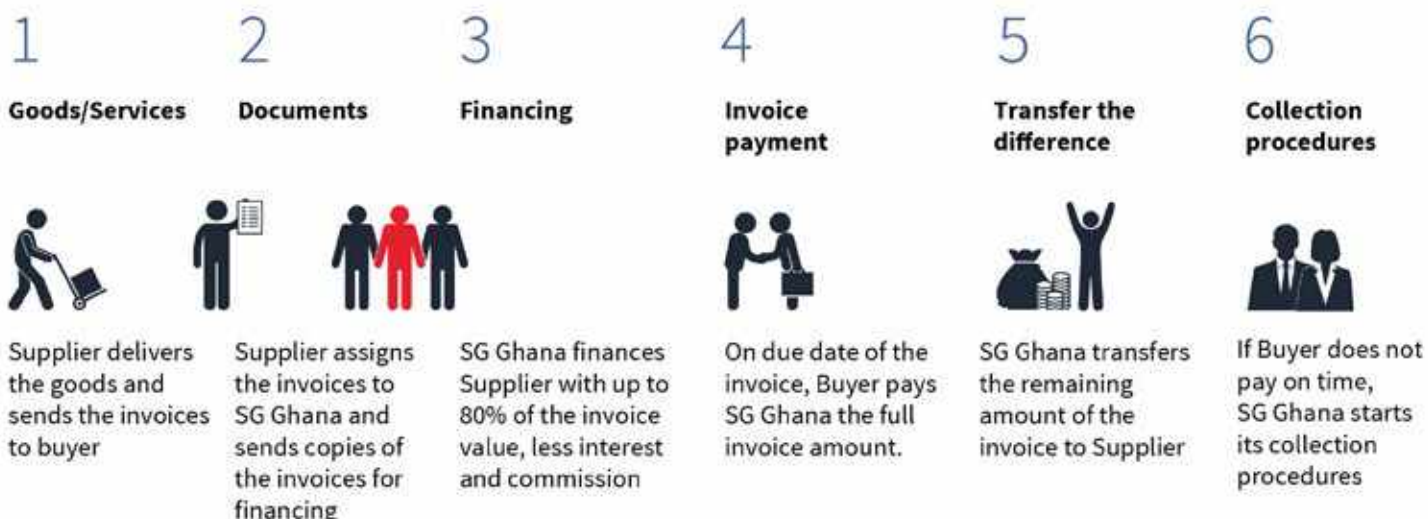 1
Goods/Services
Supplier delivers
the goods and
sends the invoices
to buyer
2
Documents
Supplier assigns
the invoices to
SG Ghana and
sends copies of
the invoices for
financing
3
Financing
SG Ghana finances
Supplier with up to
80% of the invoice
value, less interest
and commission
4
Invoice
payment
On due date of the
invoice, Buyer pays
SG Ghana the full
invoice amount.
5
Transfer the
difference
SG Ghana transfers
the remaining
amount of the
invoice to Supplier
6
Collection
procedures
If Buyer does not
pay on time,
SG Ghana starts
its collection
procedures